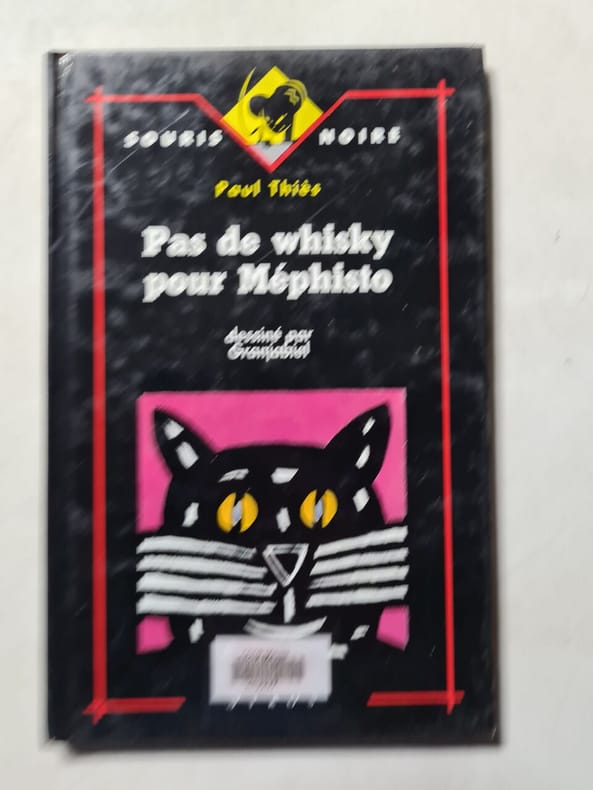 SOURIS NOIRE
Paul Thiès
Pas de whisky
pour Méphisto
dessiné par
Granjabiel